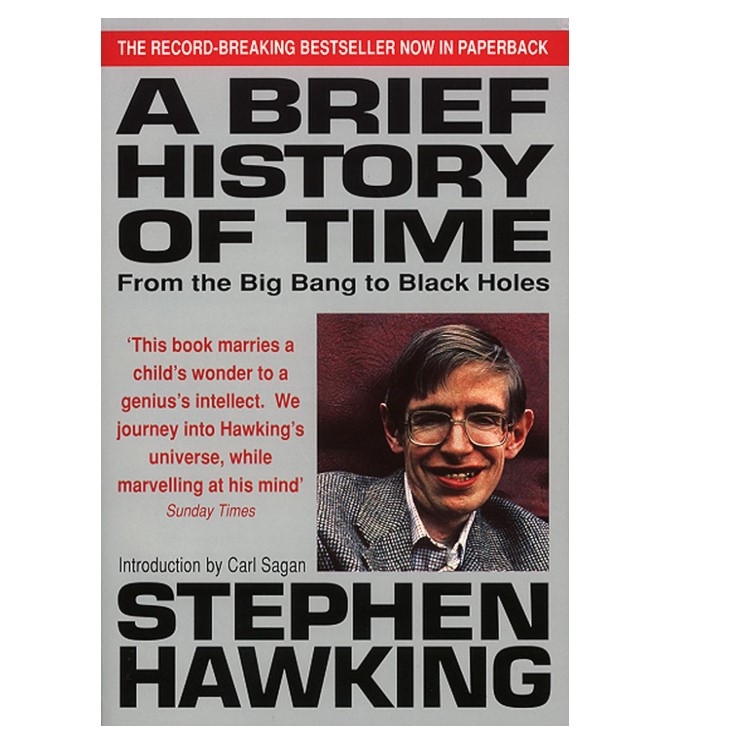 THE RECORD-BREAKING BESTSELLER NOW IN PAPERBACK
A BRIEF
HISTORY
OF TIME
From the Big Bang to Black Holes
‘This book marries a
child’s wonder to a
genius’s intellect. We
journey into Hawking’s
universe, while
marvelling at his mind’
Sunday Times
Introduction by Carl Sagan
STEPHEN
HAWKING